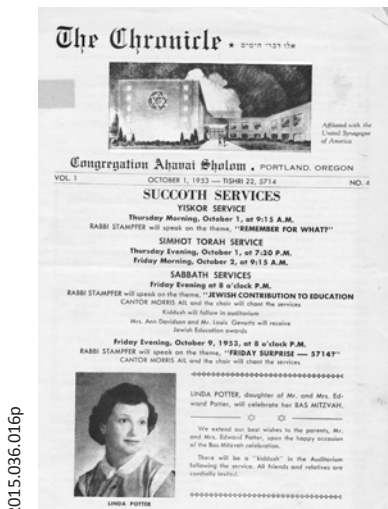 The Chronicle ★ אלו דברי הימים
Affiliated with the
United Synagogue
of America
Congregation Ahavai Sholom . PORTLAND, OREGON
VOL. 1 OCTOBER 1, 1953 — TISHRI 22, 5714 NO. 4
SUCCOTH SERVICES
YISKOR SERVICE
Thursday Morning, October 1, at 9:15 A.M.
RABBI STAMPFER will speak on the theme, "REMEMBER FOR WHAT?"
SIMHOT TORAH SERVICE
Thursday Evening, October 1, at 7:30 P.M.
Friday Morning, October 2, at 9:15 A.M.
SABBATH SERVICES
Friday Evening at 8 o'clock P.M.
RABBI STAMPFER will speak on the theme, "JEWISH CONTRIBUTION TO EDUCATION
CANTOR MORRIS AIL and the choir will chant the services
Kiddush will follow in auditorium
Mrs. Ann Davidson and Mr. Louis Genauer will receive
Jewish Education awards
Friday Evening, October 9, 1953, at 8 o'clock P.M.
RABBI STAMPFER will speak on the theme, "FRIDAY SURPRISE — 5714?"
CANTOR MORRIS AIL and the choir will chant the services
LINDA POTTER, daughter of Mr. and Mrs. Ed-
ward Potter, will celebrate her BAS MITZVAH.
We extend our best wishes to the parents, Mr.
and Mrs. Edward Potter, upon the happy occasion
of the Bas Mitzvah celebration.
There will be a "kiddush" in the Auditorium
following the service. All friends and relatives are
cordially invited.
LINDA POTTER
2015.036.016p